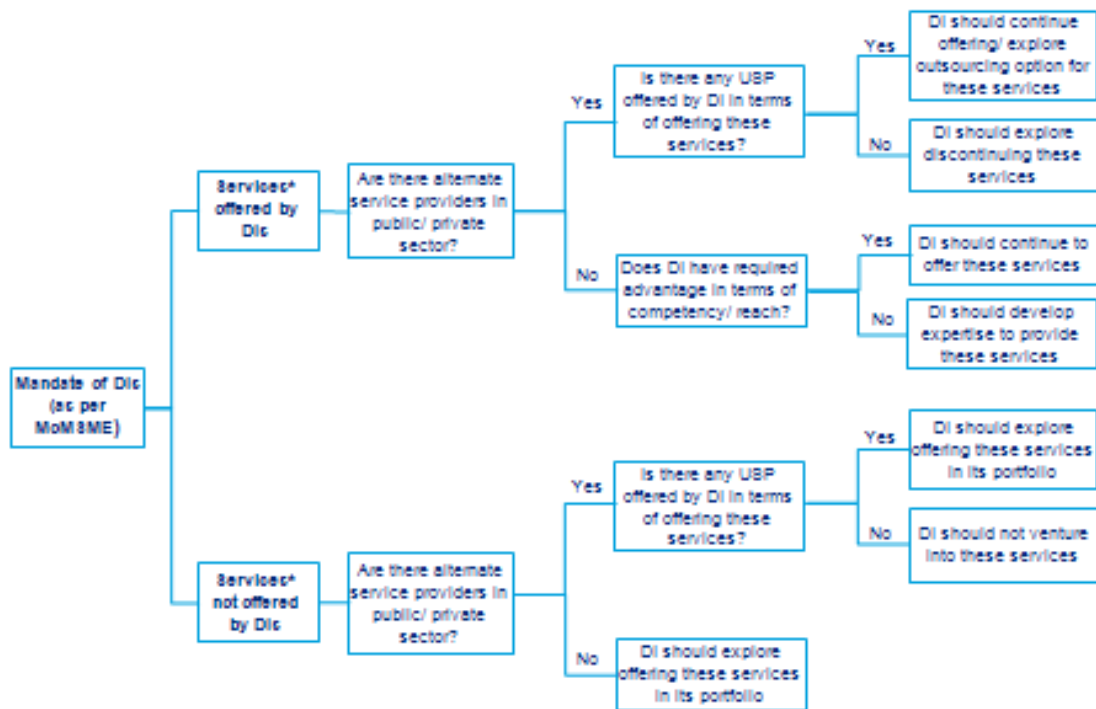 Mandate of DIs
(as per
MoMSME)
Services*
offered by
DIs
Are there alternate
service providers in
public/ private
sector?
Yes
Is there any USP
offered by DI in terms
of offering these
services?
Yes
DI should continue
offering/ explore
outsourcing option for
these services
No
DI should explore
discontinuing these
services
No
Does DI have required
advantage in terms of
competency/ reach?
Yes
DI should continue to
offer these services
No
DI should develop
expertise to provide
these services
Services*
not offered
by DIs
Are there alternate
service providers in
public/ private
sector?
Yes
Is there any USP
offered by DI in terms
of offering these
services?
Yes
DI should explore
offering these services
in its portfolio
No
DI should not venture
into these services
No
DI should explore
offering these services
in its portfolio